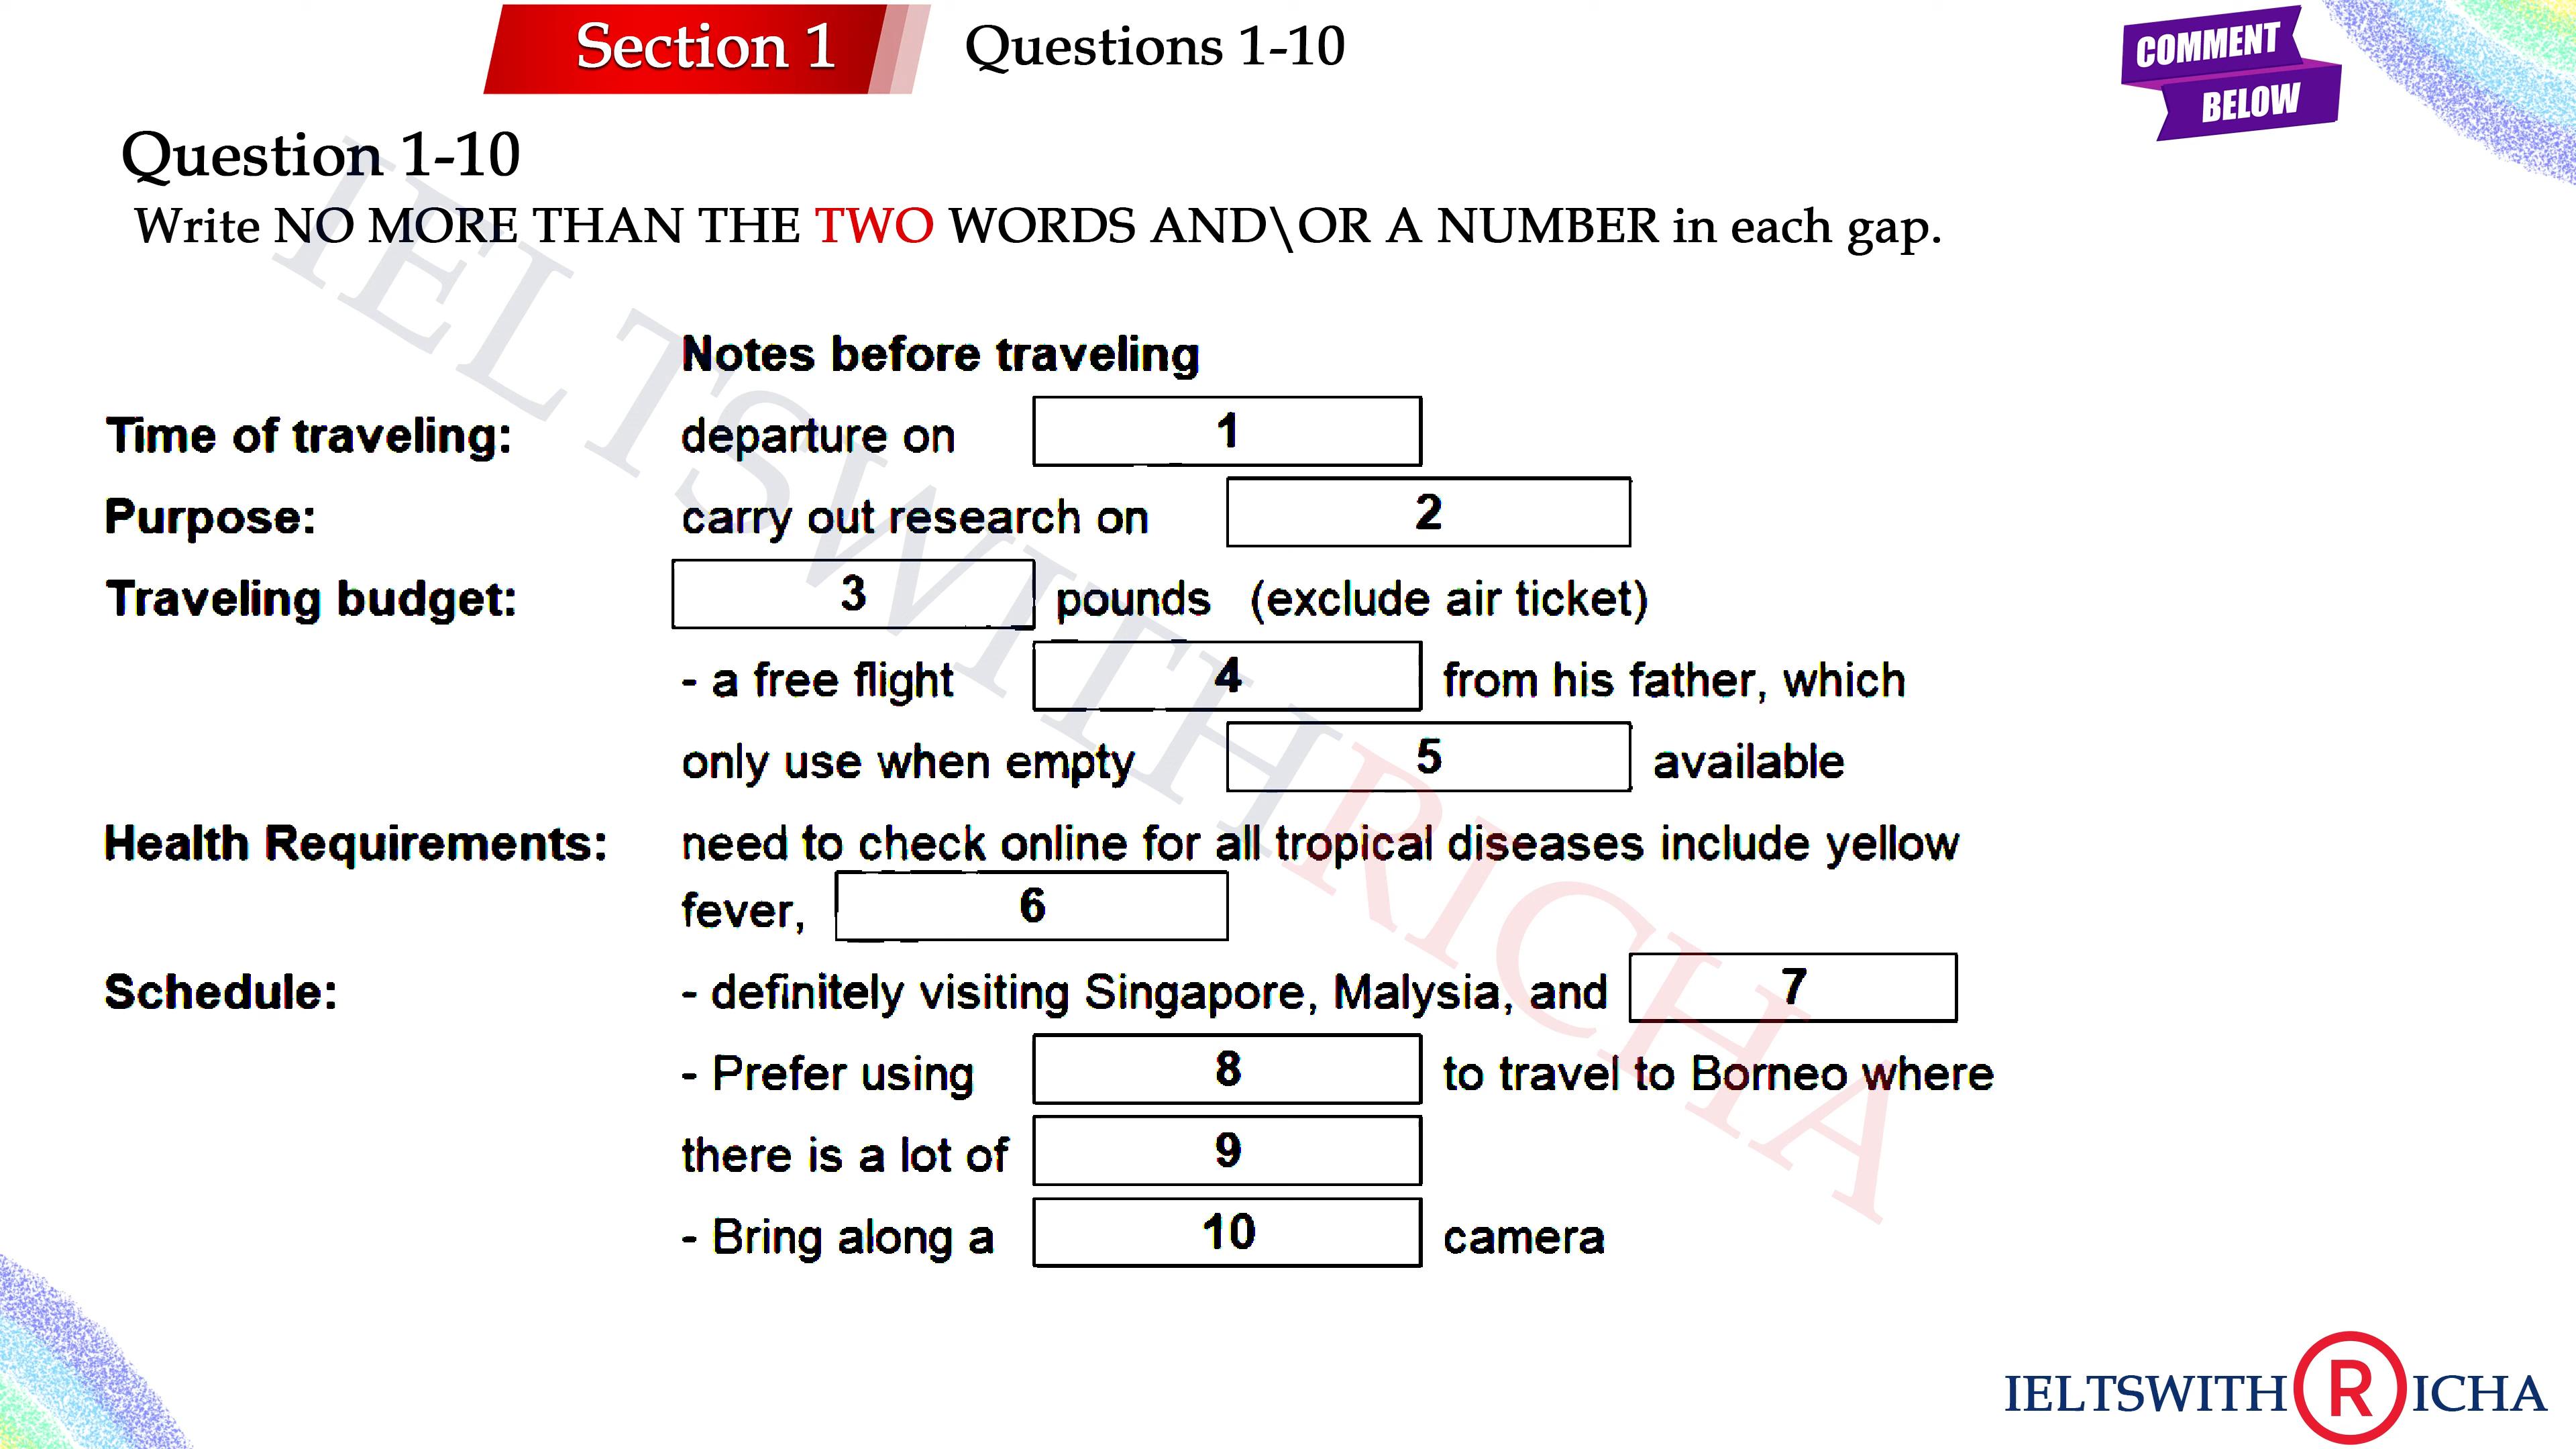 Section 1 Questions 1-10
COMMENT
BELOW
Question 1-10
Write NO MORE THAN THE TWO WORDS AND\OR A NUMBER in each gap.
Notes before traveling
Time of traveling: departure on 1
Purpose: carry out research on 2
Traveling budget: 3 pounds (exclude air ticket)
- a free flight 4 from his father, which
only use when empty 5 available
Health Requirements: need to check online for all tropical diseases include yellow
fever, 6
Schedule: - definitely visiting Singapore, Malysia, and 7
- Prefer using 8 to travel to Borneo where
there is a lot of 9
- Bring along a 10 camera
IELTSWITHRICHA
IELTSWITH R ICHA